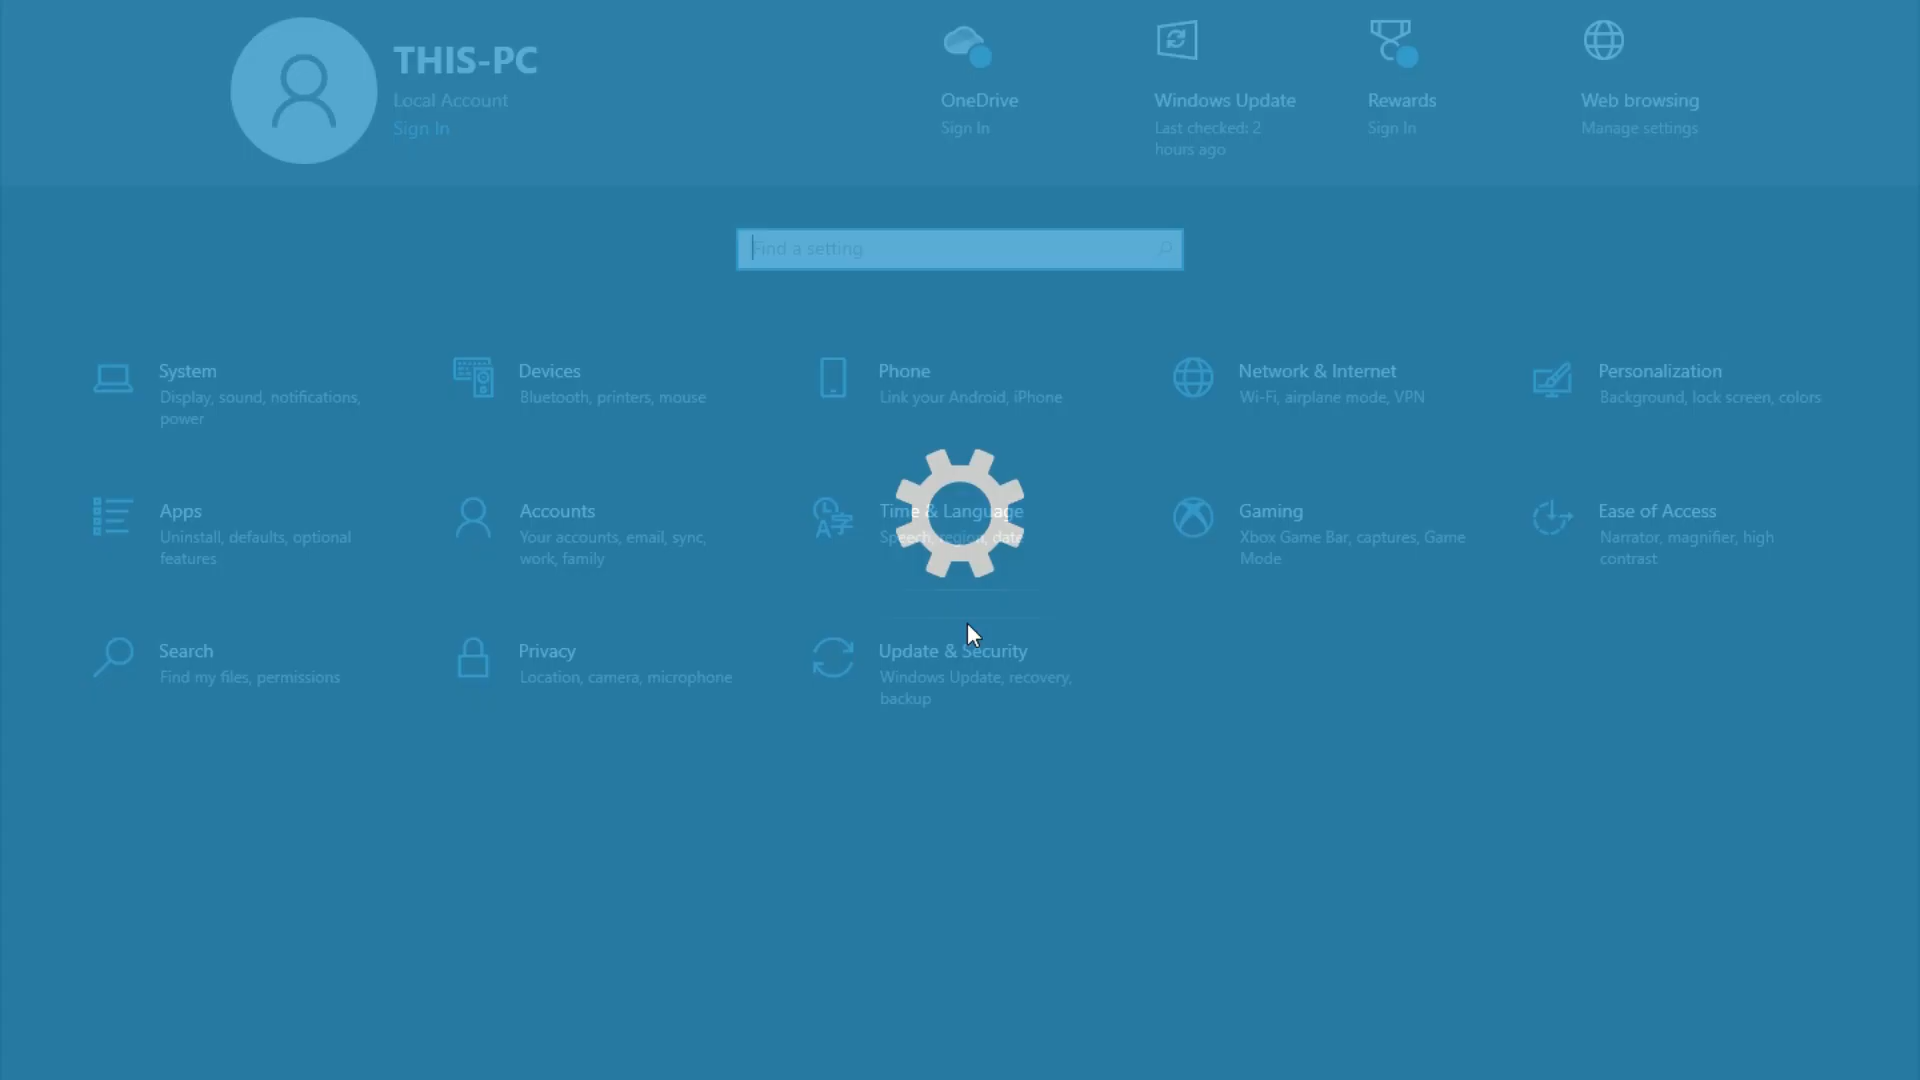 THIS-PC
Local Account
Sign In
OneDrive
Sign In
Windows Update
Last checked: 2
hours ago
Rewards
Sign In
Web browsing
Manage settings
Find a setting
System
Display, sound, notifications,
power
Devices
Bluetooth, printers, mouse
Phone
Link your Android, iPhone
Network & Internet
Wi-Fi, airplane mode, VPN
Personalization
Background, lock screen, colors
Apps
Uninstall, defaults, optional
features
Accounts
Your accounts, email, sync,
work, family
Time & Language
Speech, region, date
Gaming
Xbox Game Bar, captures, Game
Mode
Ease of Access
Narrator, magnifier, high
contrast
Search
Find my files, permissions
Privacy
Location, camera, microphone
Update & Security
Windows Update, recovery,
backup